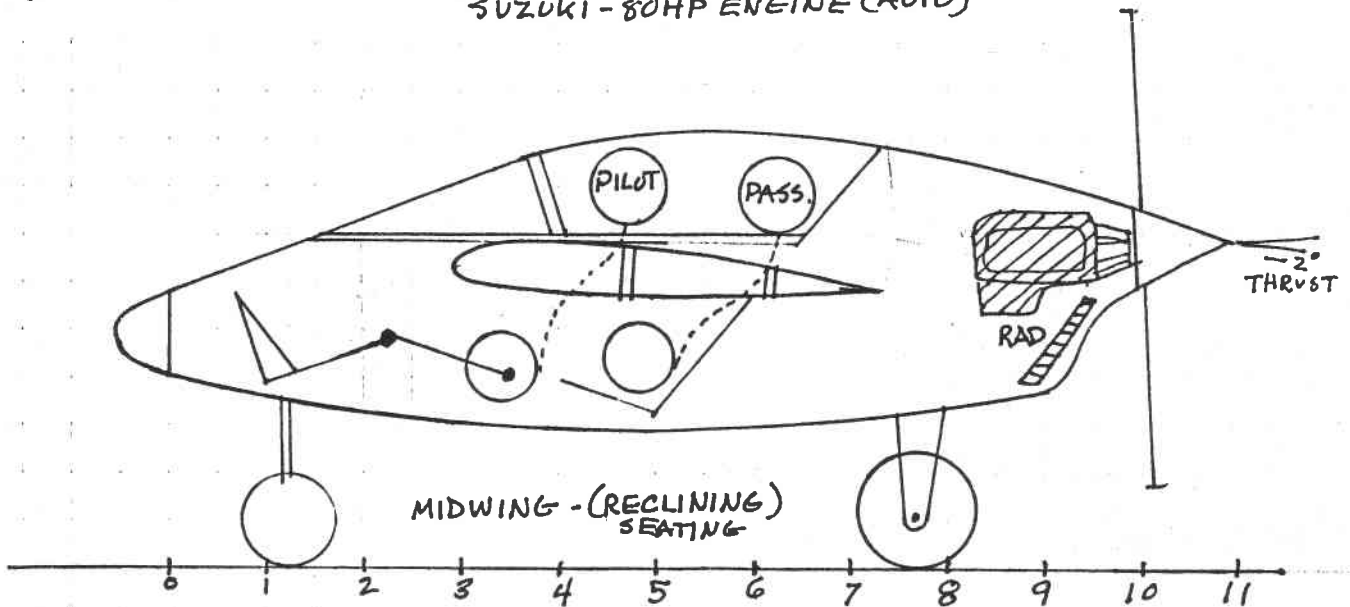 SUZUKI - 80HP ENGINE (AUTO)
PILOT
PASS.
- 2°
THRUST
RAD
MIDWING - (RECLINING)
SEATING
0 1 2 3 4 5 6 7 8 9 10 11